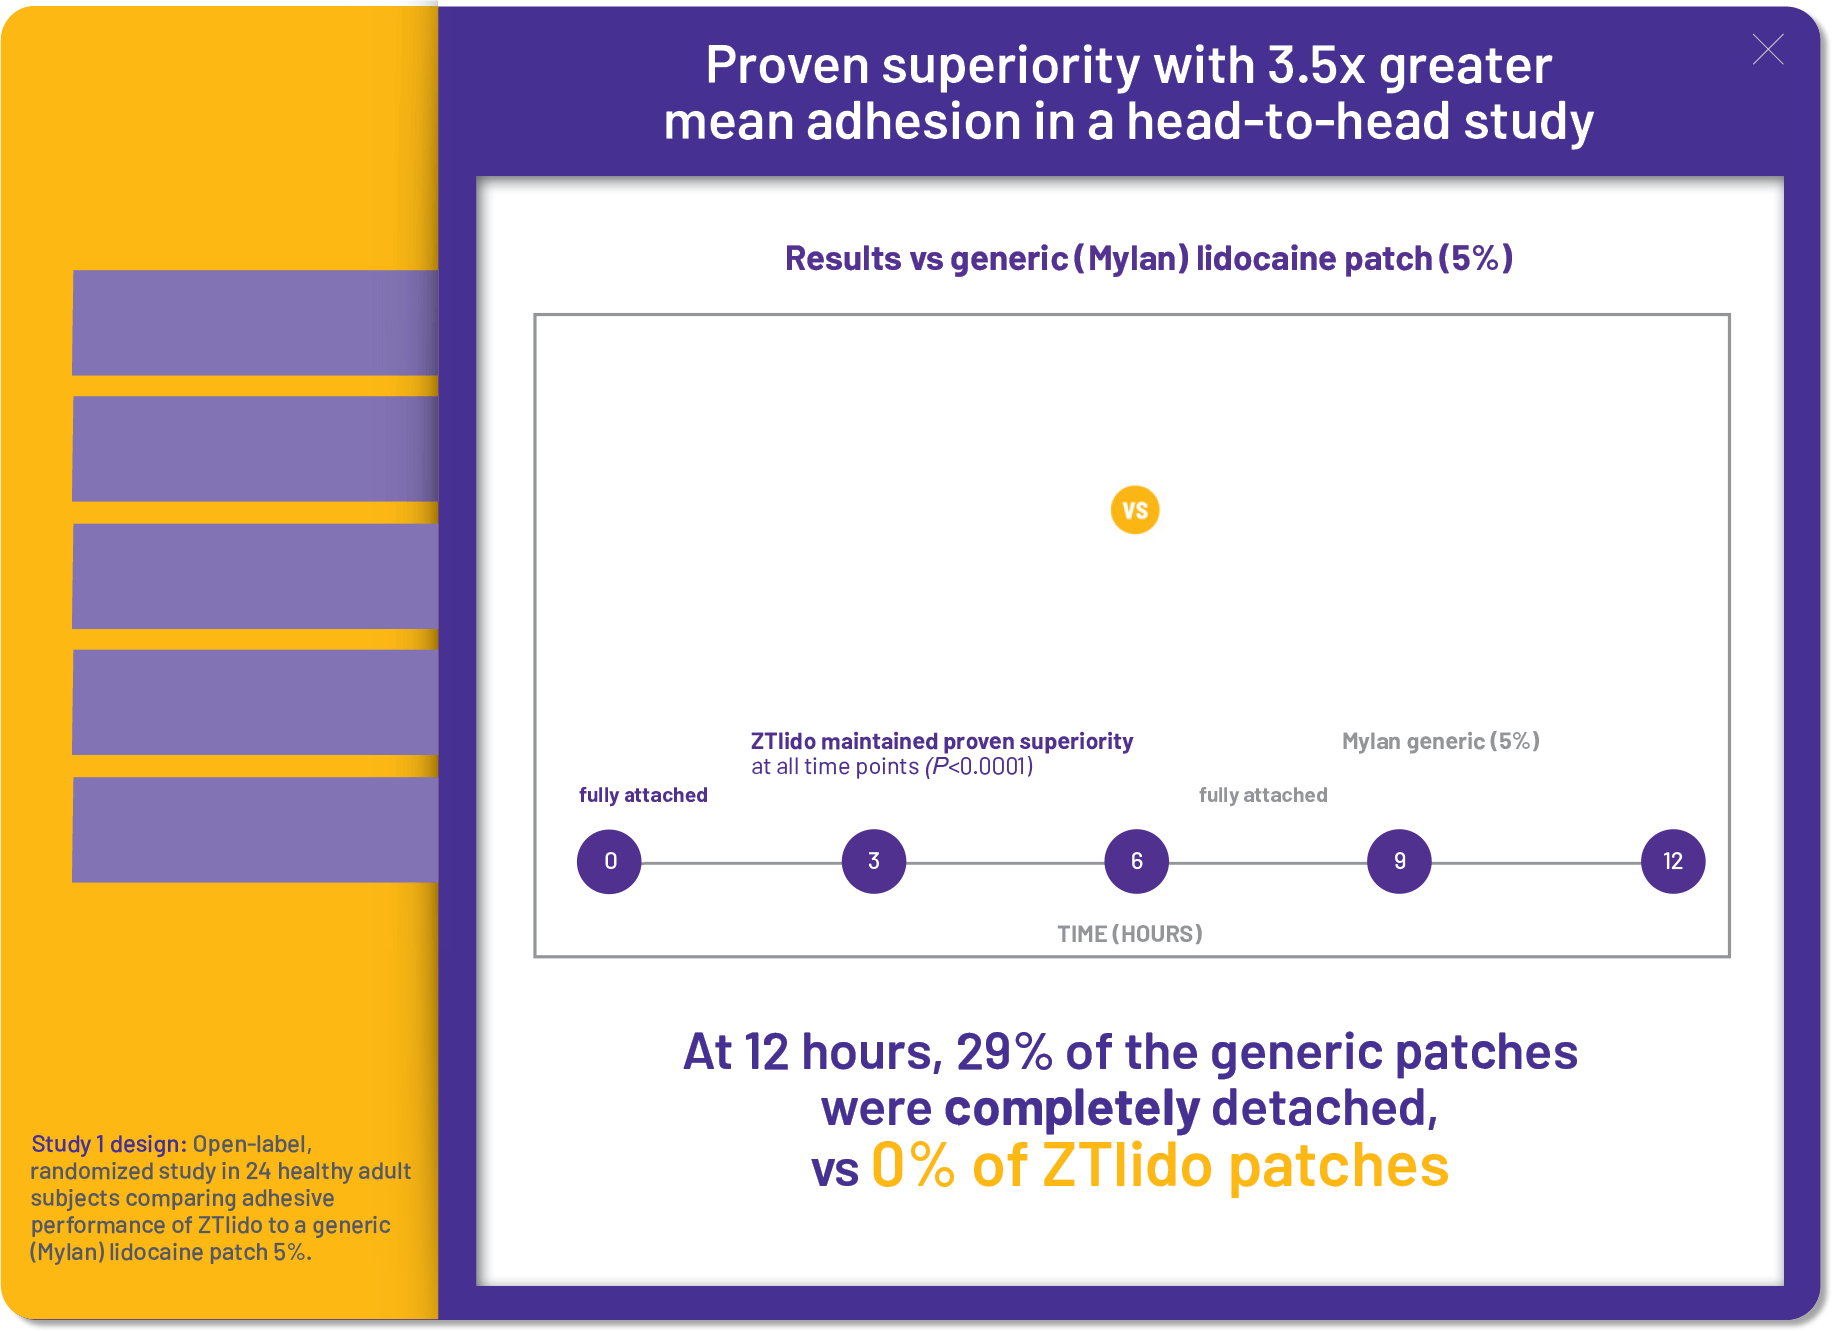 Proven superiority with 3.5x greater
mean adhesion in a head-to-head study
Results vs generic (Mylan) lidocaine patch (5%)
VS
ZTlido maintained proven superiority
at all time points (P<0.0001)
Mylan generic (5%)
fully attached
fully attached
0
3
6
9
12
TIME (HOURS)
At 12 hours, 29% of the generic patches
were completely detached,
vs 0% of ZTlido patches
Study 1 design: Open-label,
randomized study in 24 healthy adult
subjects comparing adhesive
performance of ZTlido to a generic
(Mylan) lidocaine patch 5%.